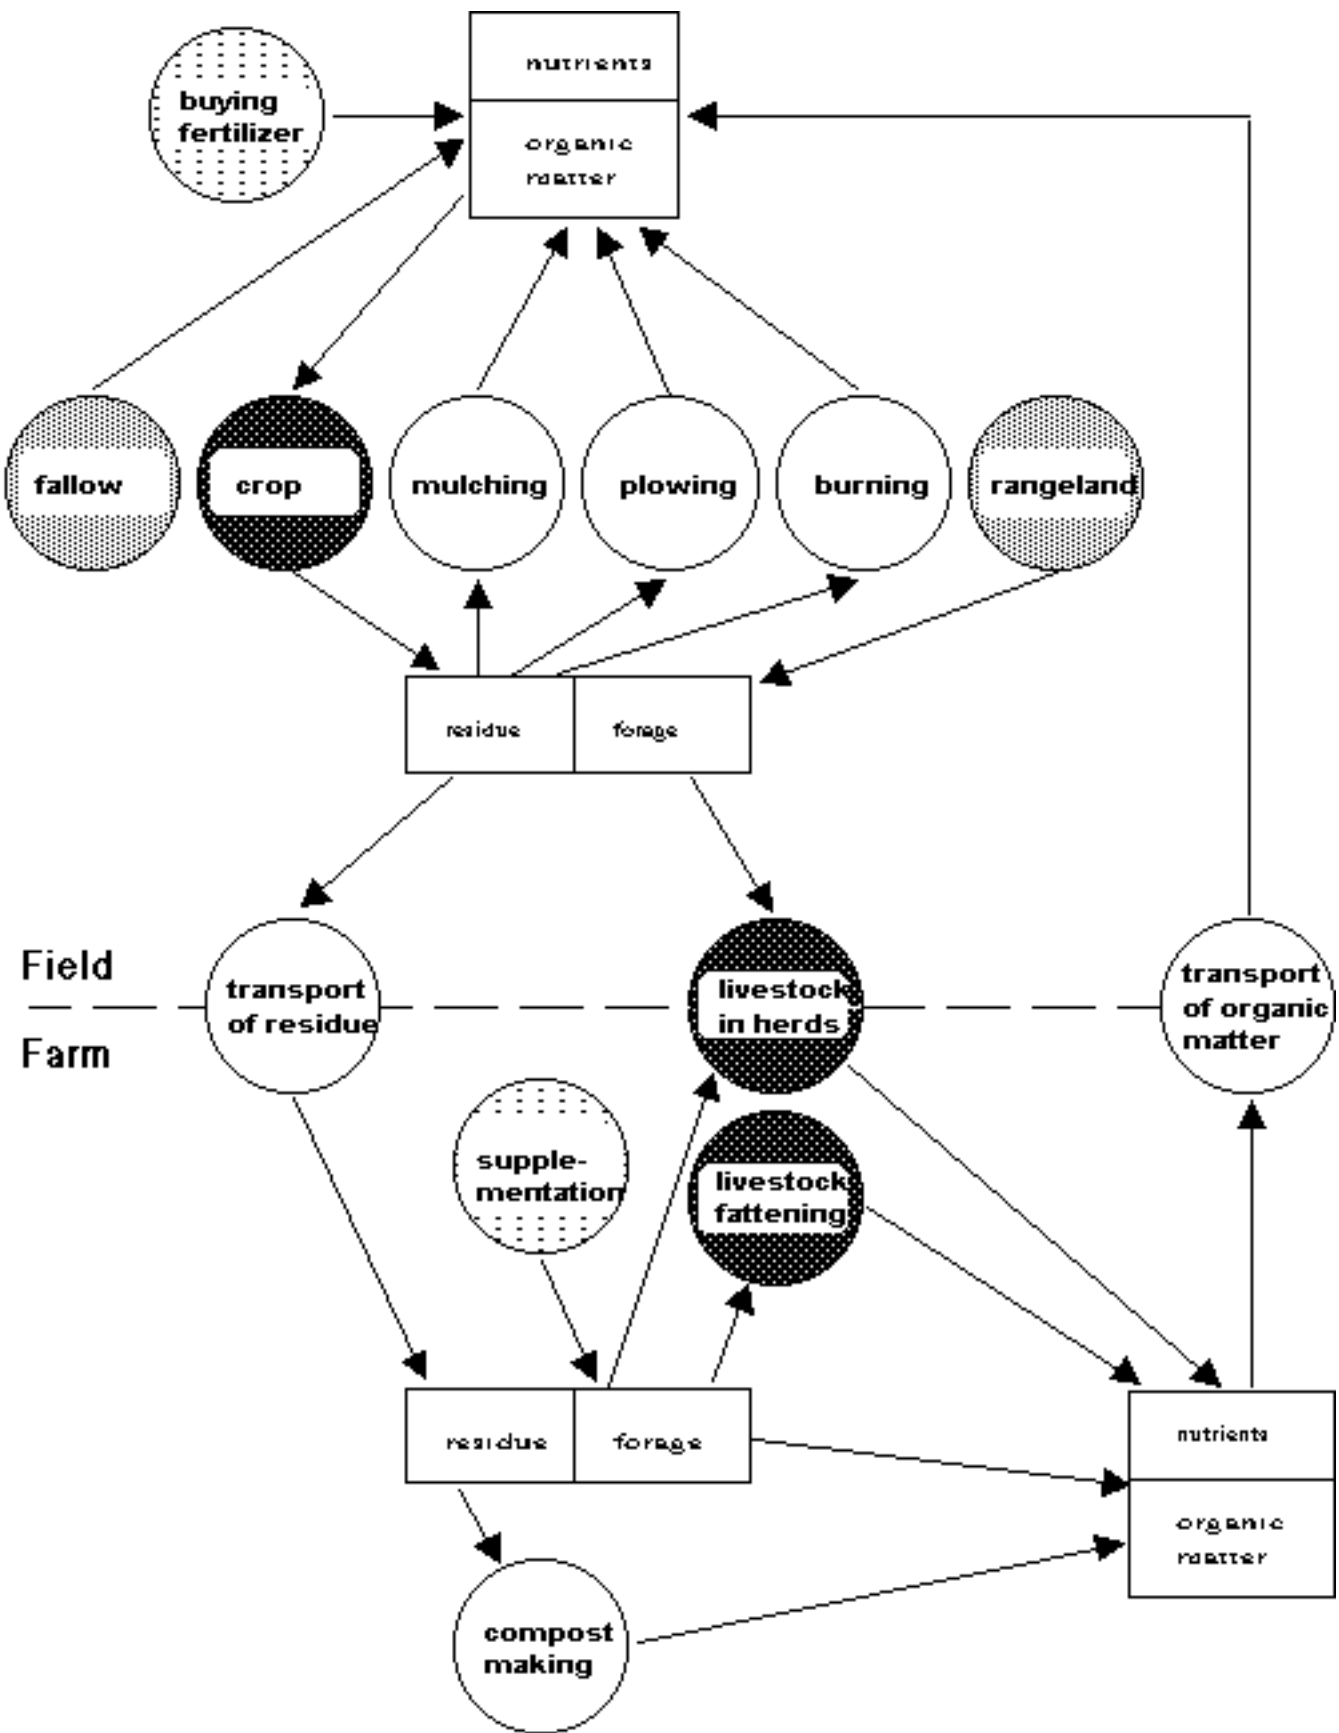 nutrients
buying
fertilizer
organic
matter
fallow
crop
mulching
plowing
burning
rangeland
residue
forage
Field
Farm
transport
of residue
livestock
in herds
transport
of organic
matter
supple-
mentation
livestock
fattening
residue
forage
nutrients
organic
matter
compost
making